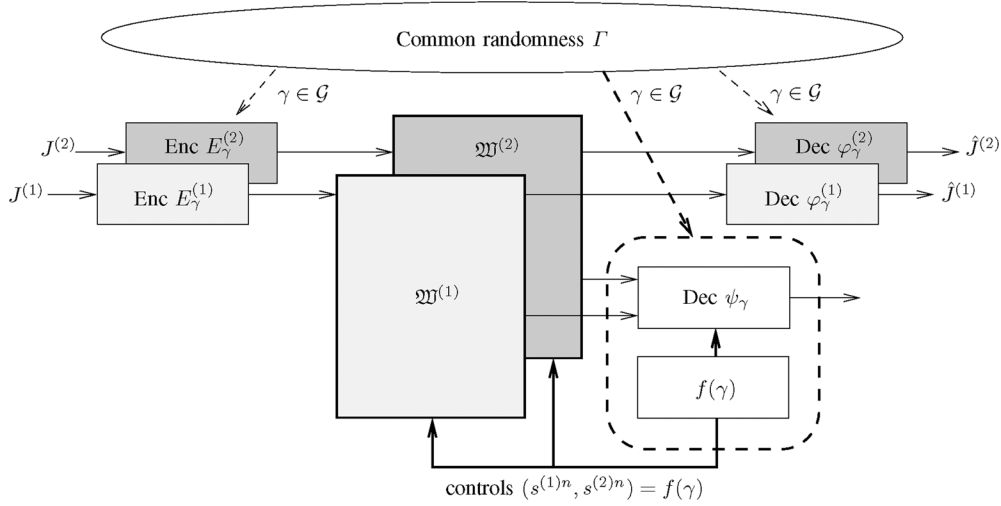 Common randomness Γ
γ ∈ 𝒢
γ ∈ 𝒢
γ ∈ 𝒢
J⁽²⁾
Enc E_γ⁽²⁾
𝔚⁽²⁾
Dec φ_γ⁽²⁾
Ĵ⁽²⁾
J⁽¹⁾
Enc E_γ⁽¹⁾
Dec φ_γ⁽¹⁾
Ĵ⁽¹⁾
𝔚⁽¹⁾
Dec ψ_γ
f(γ)
controls (s⁽¹⁾ⁿ, s⁽²⁾ⁿ) = f(γ)